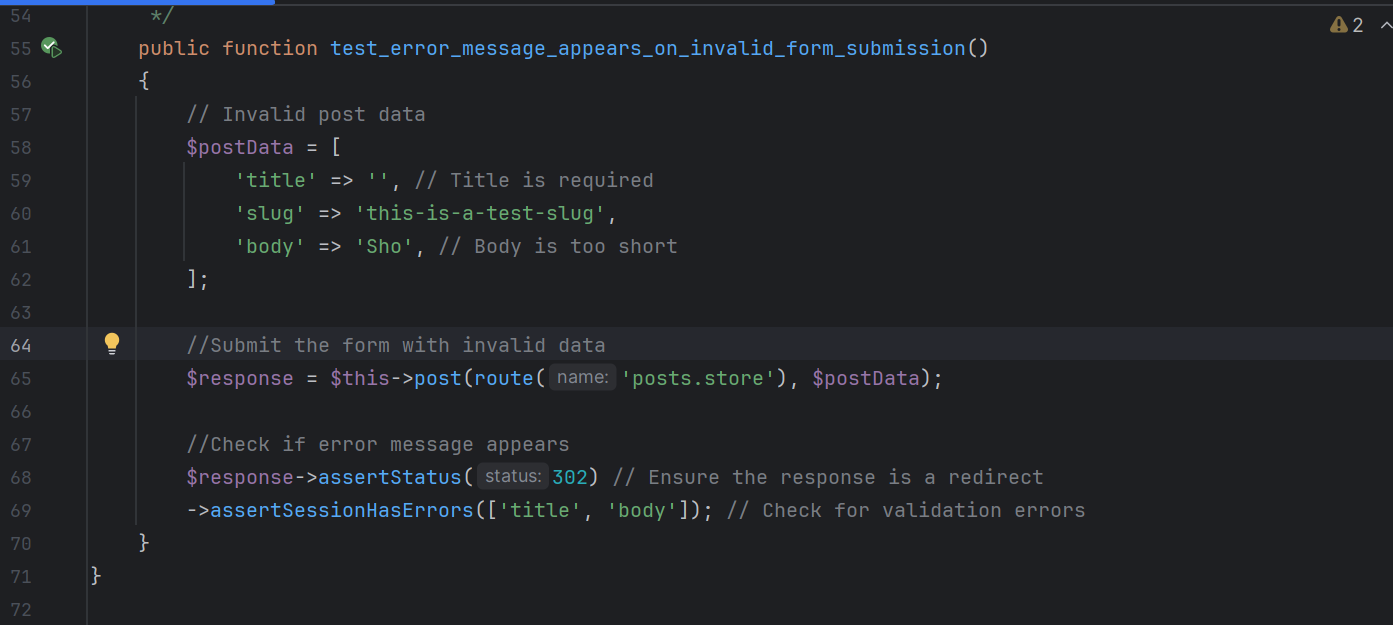 54 */
⚠ 2
55 public function test_error_message_appears_on_invalid_form_submission()
56 {
57 // Invalid post data
58 $postData = [
59 'title' => '', // Title is required
60 'slug' => 'this-is-a-test-slug',
61 'body' => 'Sho', // Body is too short
62 ];
63
64 //Submit the form with invalid data
65 $response = $this->post(route( name: 'posts.store'), $postData);
66
67 //Check if error message appears
68 $response->assertStatus( status: 302) // Ensure the response is a redirect
69 ->assertSessionHasErrors(['title', 'body']); // Check for validation errors
70 }
71 }
72